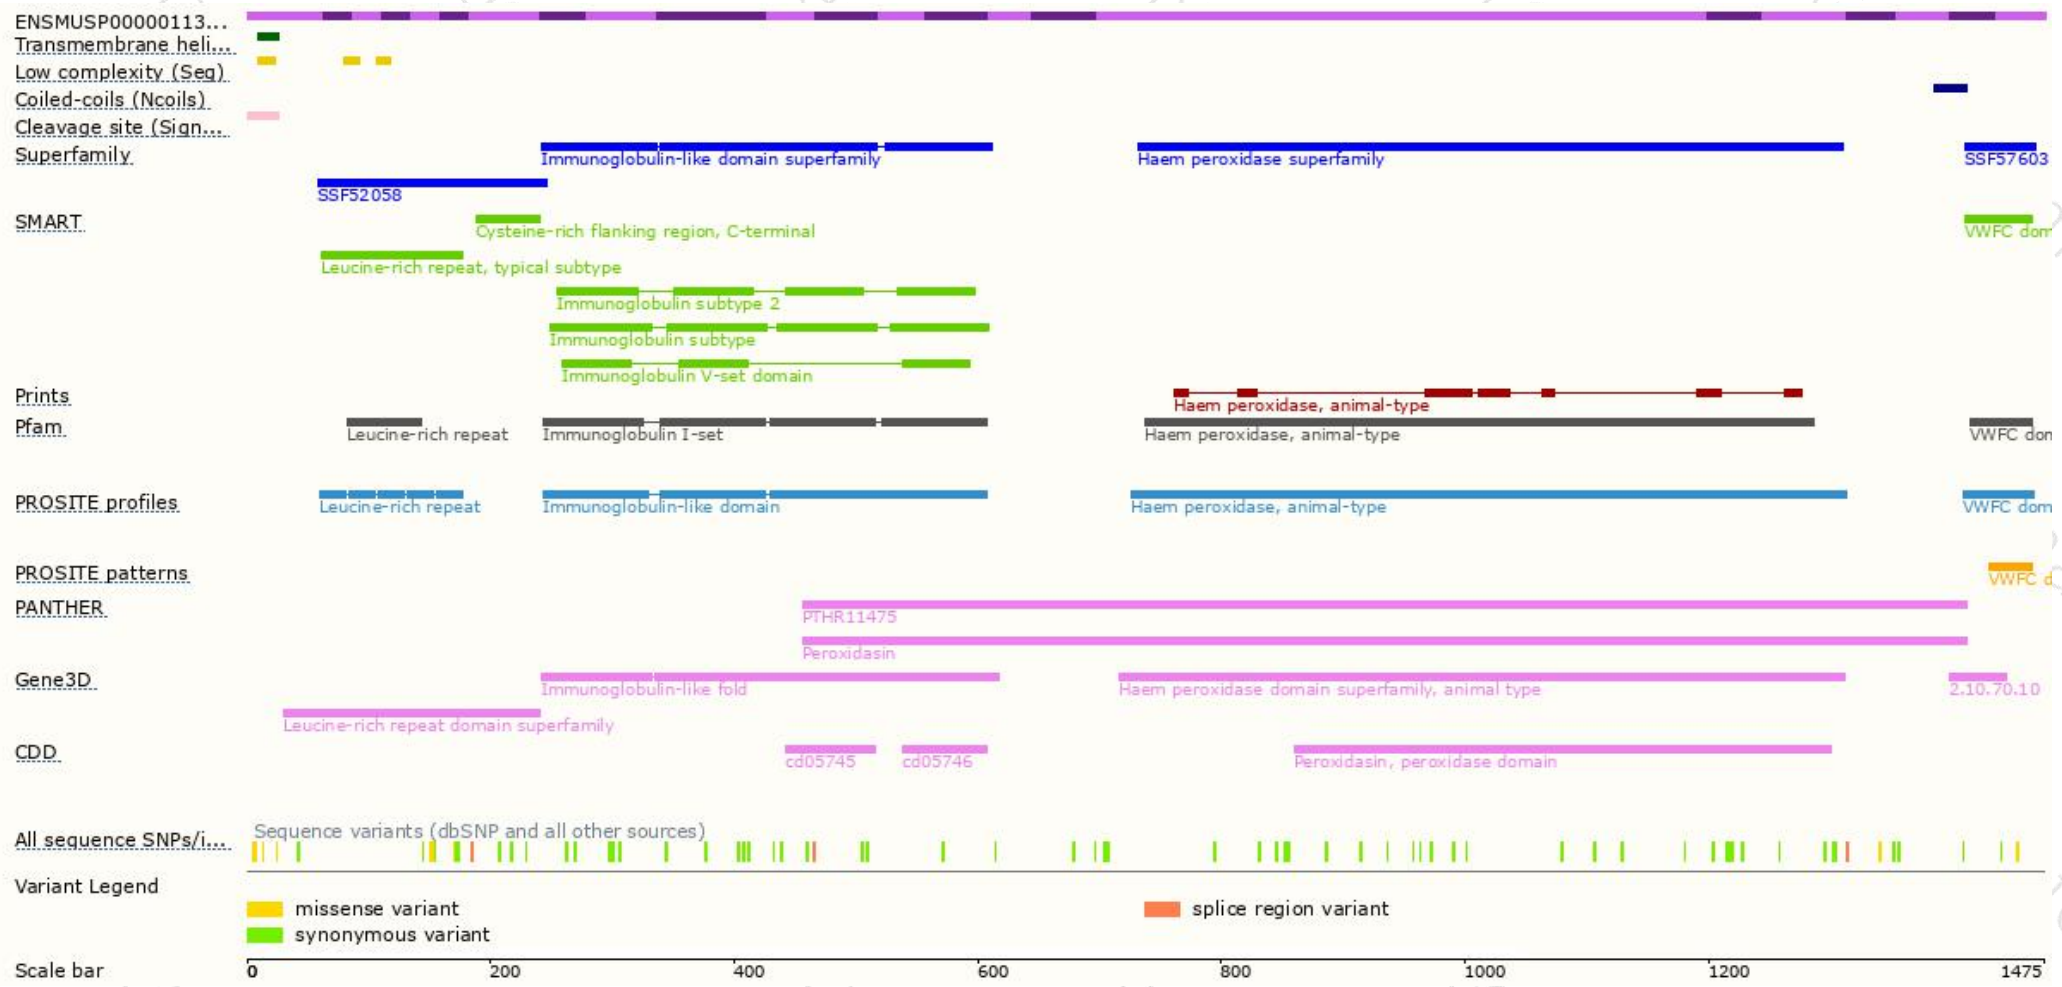 ENSMUSP00000113...
Transmembrane heli...
Low complexity (Seg)
Coiled-coils (Ncoils)
Cleavage site (Sign...
Superfamily
Immunoglobulin-like domain superfamily
Haem peroxidase superfamily
SSF57603
SSF52058
SMART
Cysteine-rich flanking region, C-terminal
VWFC dom
Leucine-rich repeat, typical subtype
Immunoglobulin subtype 2
Immunoglobulin subtype
Immunoglobulin V-set domain
Prints
Haem peroxidase, animal-type
Pfam
Leucine-rich repeat
Immunoglobulin I-set
Haem peroxidase, animal-type
VWFC don
PROSITE profiles
Leucine-rich repeat
Immunoglobulin-like domain
Haem peroxidase, animal-type
VWFC dom
PROSITE patterns
VWFC d
PANTHER
PTHR11475
Peroxidasin
Gene3D
Immunoglobulin-like fold
Haem peroxidase domain superfamily, animal type
2.10.70.10
Leucine-rich repeat domain superfamily
CDD
cd05745
cd05746
Peroxidasin, peroxidase domain
All sequence SNPs/i...
Sequence variants (dbSNP and all other sources)
Variant Legend
missense variant
splice region variant
synonymous variant
Scale bar
0
200
400
600
800
1000
1200
1475